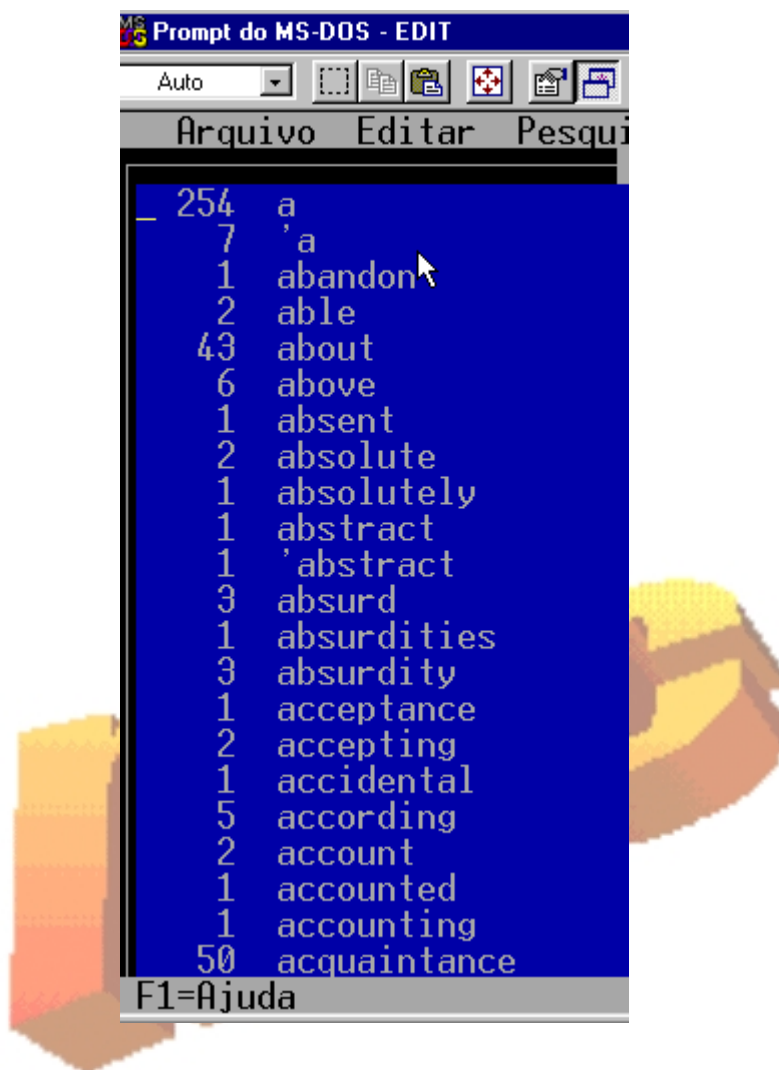 Prompt do MS-DOS - EDIT
Auto
Arquivo Editar Pesqui
254 a
7 'a
1 abandon
2 able
43 about
6 above
1 absent
2 absolute
1 absolutely
1 abstract
1 'abstract
3 absurd
1 absurdities
3 absurdity
1 acceptance
2 accepting
1 accidental
5 according
2 account
1 accounted
1 accounting
50 acquaintance
F1=Ajuda